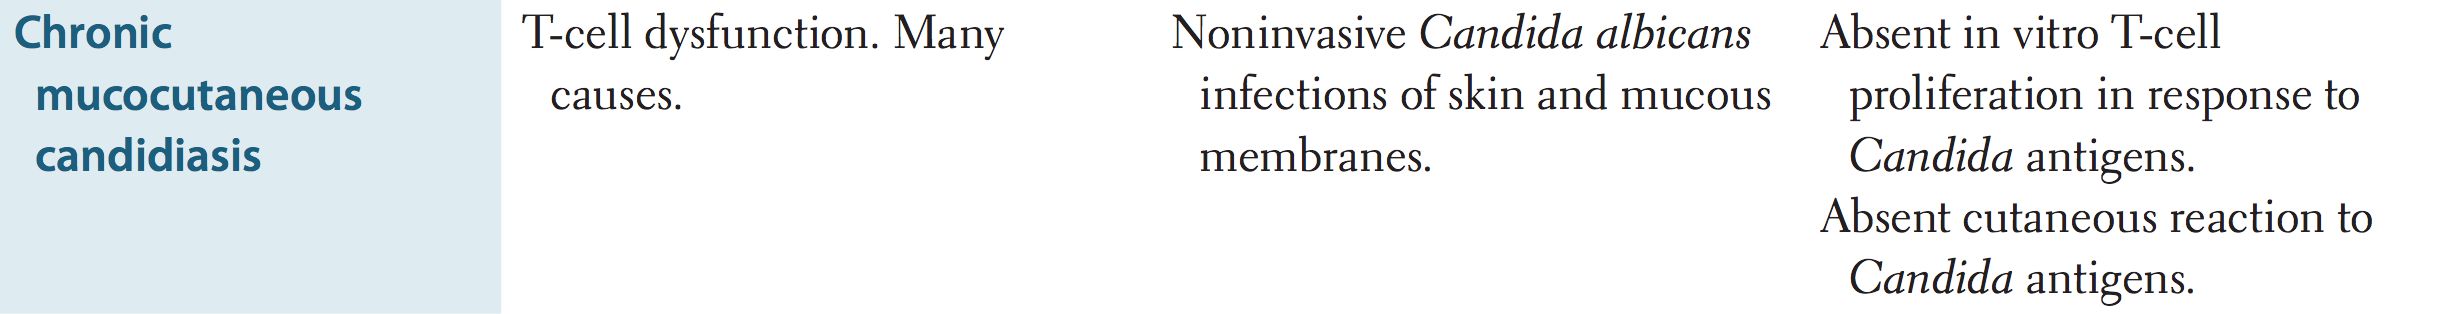 Chronic
mucocutaneous
candidiasis
T-cell dysfunction. Many
causes.
Noninvasive Candida albicans
infections of skin and mucous
membranes.
Absent in vitro T-cell
proliferation in response to
Candida antigens.
Absent cutaneous reaction to
Candida antigens.